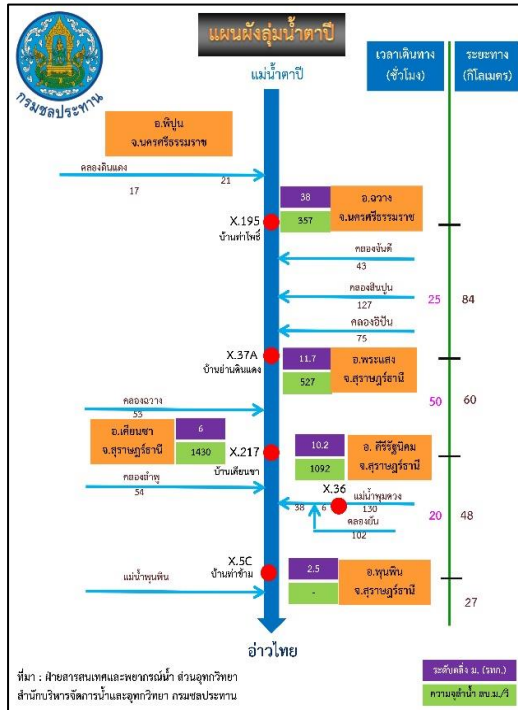 แผนผังลุ่มน้ำตาปี
แม่น้ำตาปี
เวลาเดินทาง
(ชั่วโมง)
ระยะทาง
(กิโลเมตร)
กรมชลประทาน
อ.พิปูน
จ.นครศรีธรรมราช
คลองดินแดง
21
17
X.195
บ้านท่าโพธิ์
38
357
อ.ฉวาง
จ.นครศรีธรรมราช
คลองจันดี
43
คลองสินปูน
127
25
84
คลองอิปัน
75
X.37A
บ้านย่านดินแดง
11.7
527
อ.พระแสง
จ.สุราษฎร์ธานี
50
60
คลองฉวาง
53
อ.เคียนซา
จ.สุราษฎร์ธานี
6
1430
X.217
บ้านเคียนซา
10.2
1092
อ. คีรีรัฐนิคม
จ.สุราษฎร์ธานี
คลองลำพู
54
X.36
แม่น้ำพุมดวง
38
6
130
20
48
คลองยัน
102
X.5C
บ้านท่าข้าม
2.5
-
อ.พุนพิน
จ.สุราษฎร์ธานี
แม่น้ำพุนพิน
27
อ่าวไทย
ที่มา : ฝ่ายสารสนเทศและพยากรณ์น้ำ ส่วนอุทกวิทยา
สำนักบริหารจัดการน้ำและอุทกวิทยา กรมชลประทาน
ระดับตลิ่ง ม. (รทก.)
ความจุลำน้ำ ลบ.ม./วิ